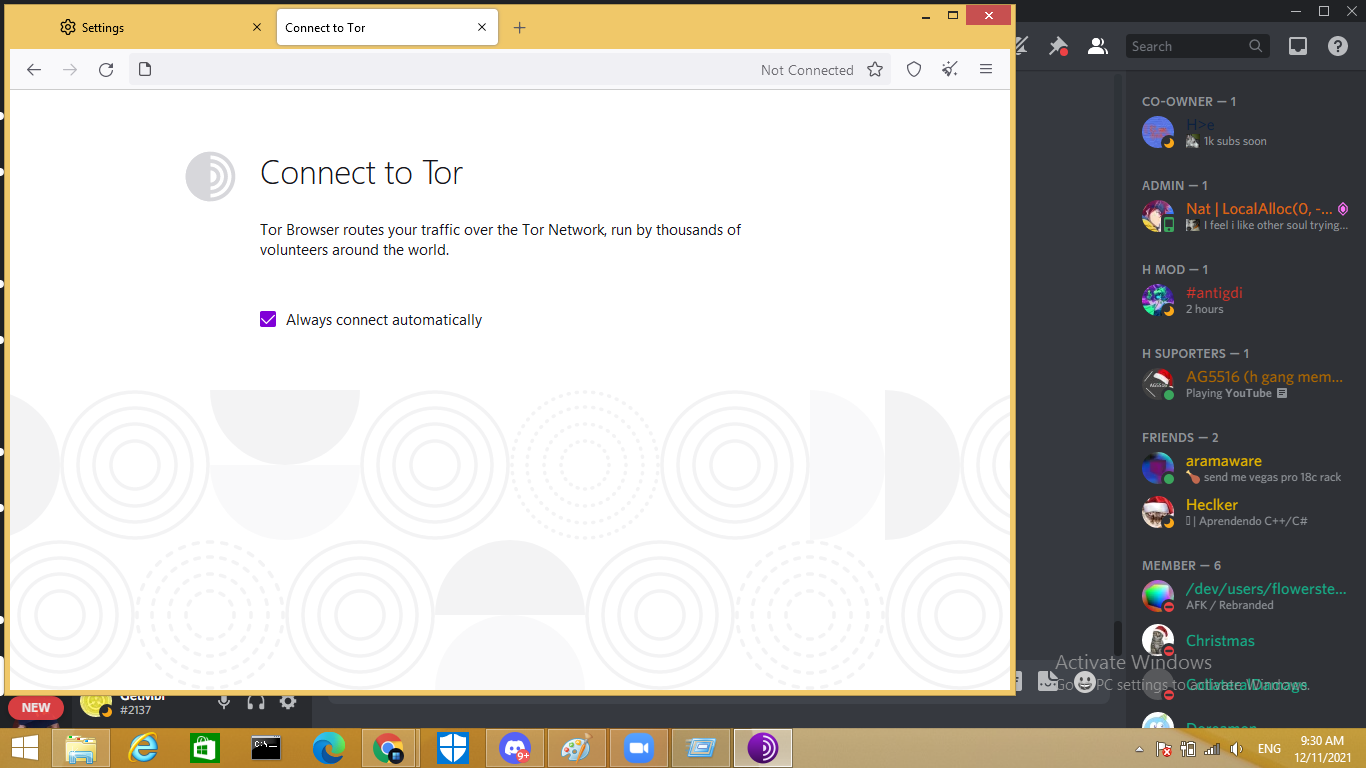 Settings
Connect to Tor
Not Connected
Connect to Tor
Tor Browser routes your traffic over the Tor Network, run by thousands of
volunteers around the world.
Always connect automatically
Search
CO-OWNER — 1
H>e
1k subs soon
ADMIN — 1
Nat | LocalAlloc(0, -...
I feel i like other soul trying...
H MOD — 1
#antigdi
2 hours
H SUPORTERS — 1
AG5516 (h gang mem...
Playing YouTube
FRIENDS — 2
aramaware
send me vegas pro 18c rack
Heclker
| Aprendendo C++/C#
MEMBER — 6
/dev/users/flowerste...
AFK / Rebranded
Christmas
Activate Windows
Go to PC settings to activate Windows.
NEW
#2137
C:\_
9+
ENG
9:30 AM
12/11/2021